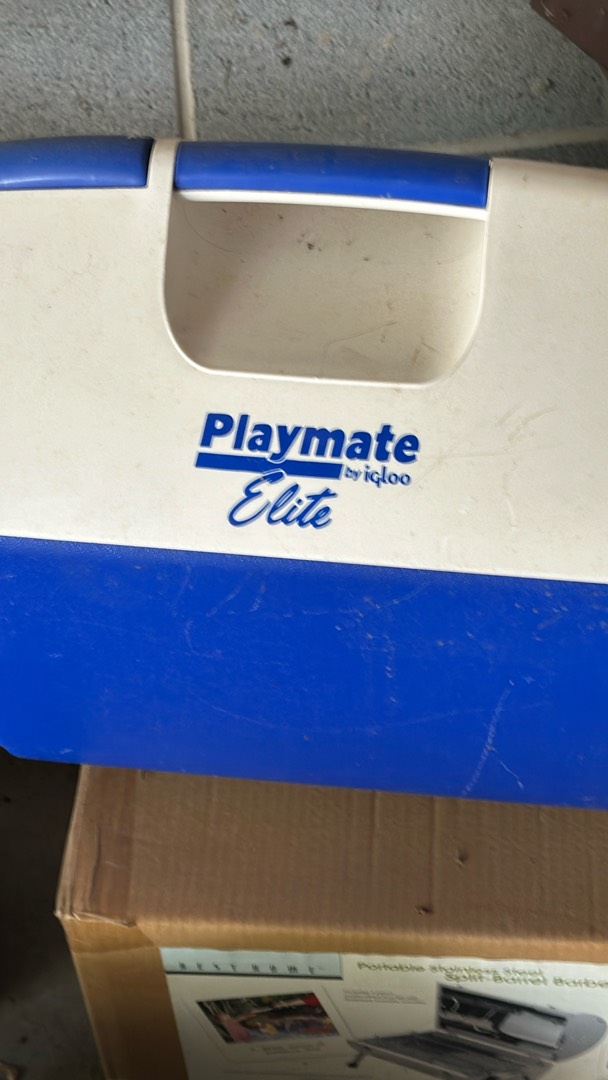 Playmate
by igloo
Elite
BEST HOME
Portable Stainless Steel
Split-Barrel Barbe